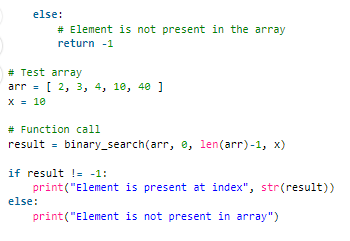 else:
# Element is not present in the array
return -1
# Test array
arr = [ 2, 3, 4, 10, 40 ]
x = 10
# Function call
result = binary_search(arr, 0, len(arr)-1, x)
if result != -1:
print("Element is present at index", str(result))
else:
print("Element is not present in array")